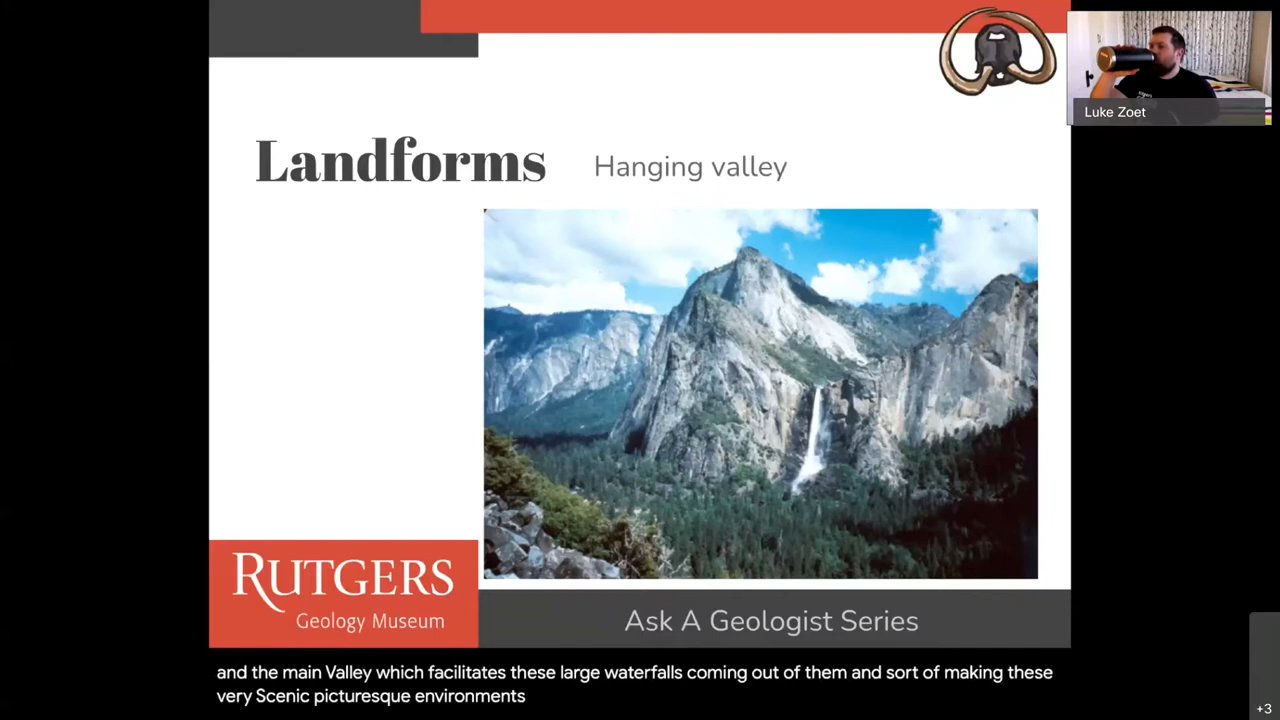 Luke Zoet
Landforms
Hanging valley
RUTGERS
Geology Museum
Ask A Geologist Series
and the main Valley which facilitates these large waterfalls coming out of them and sort of making these
very Scenic picturesque environments
+3